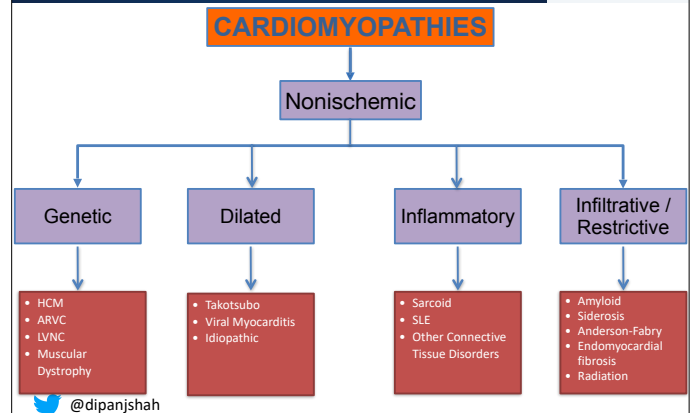 CARDIOMYOPATHIES
Nonischemic
Genetic
Dilated
Inflammatory
Infiltrative /
Restrictive
• HCM
• ARVC
• LVNC
• Muscular
Dystrophy
• Takotsubo
• Viral Myocarditis
• Idiopathic
• Sarcoid
• SLE
• Other Connective
Tissue Disorders
• Amyloid
• Siderosis
• Anderson-Fabry
• Endomyocardial
fibrosis
• Radiation
@dipanjshah